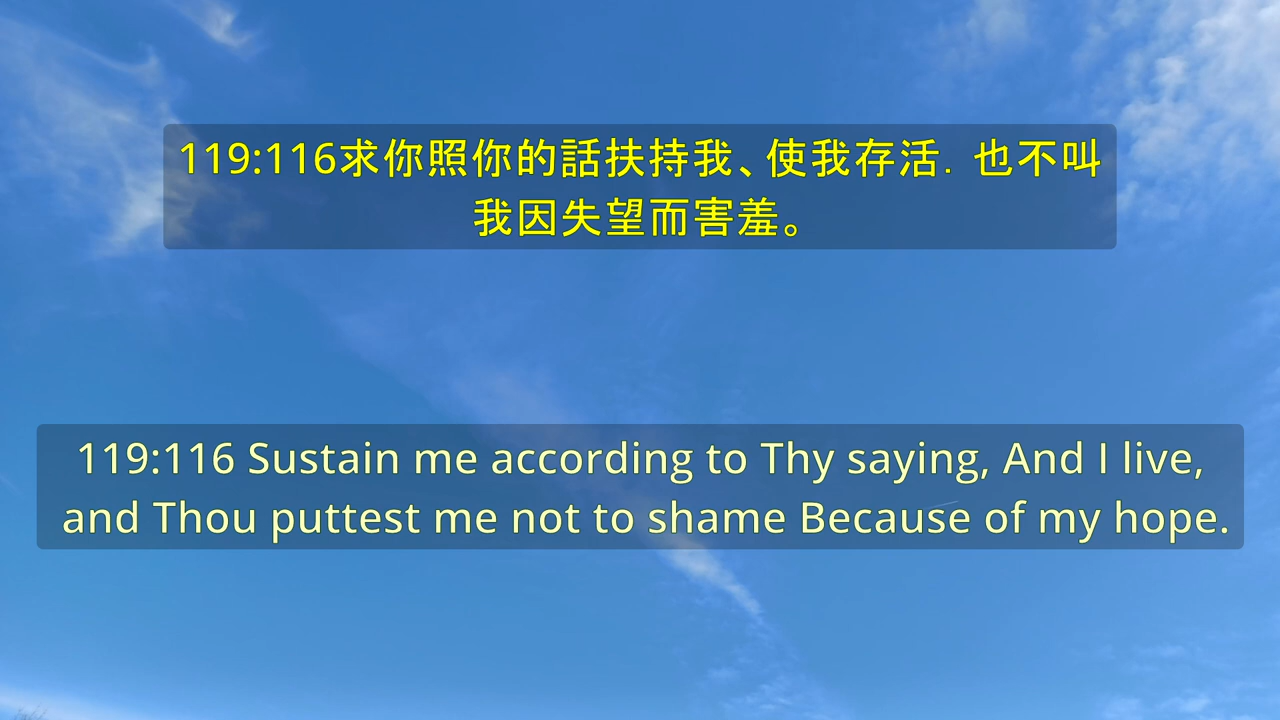 119:116求你照你的話扶持我、使我存活．也不叫
我因失望而害羞。
119:116 Sustain me according to Thy saying, And I live,
and Thou puttest me not to shame Because of my hope.